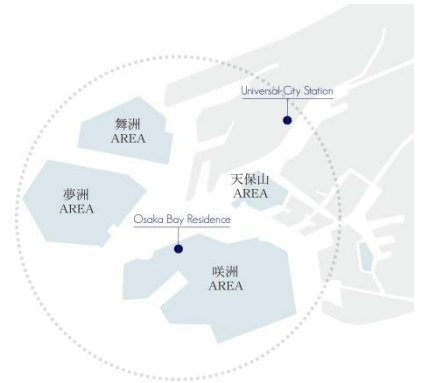 Universal-City Station
舞洲
AREA
天保山
AREA
夢洲
AREA
Osaka Bay Residence
咲洲
AREA